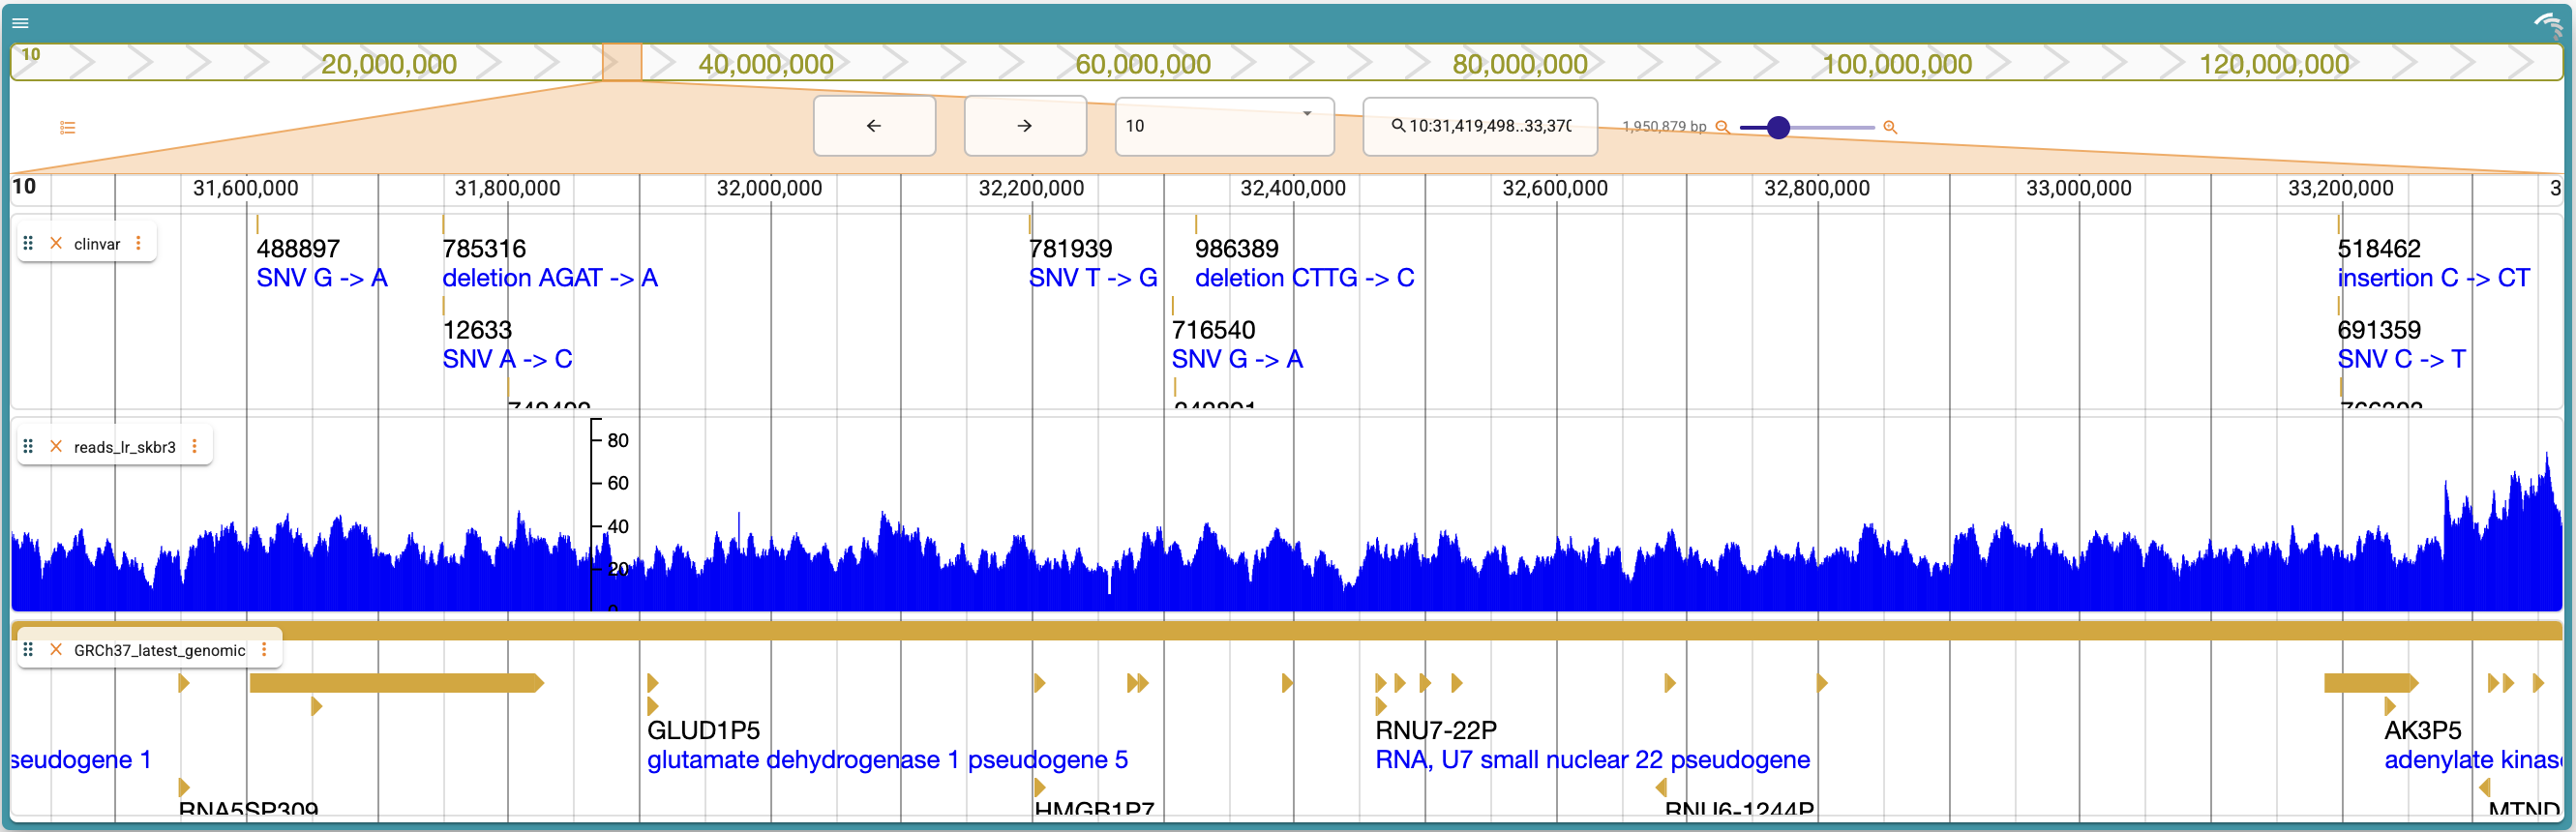 10 20,000,000 40,000,000 60,000,000 80,000,000 100,000,000 120,000,000
10 10:31,419,498..33,370 1,950,879 bp
10 31,600,000 31,800,000 32,000,000 32,200,000 32,400,000 32,600,000 32,800,000 33,000,000 33,200,000 3
clinvar
488897 785316 781939 986389 518462
SNV G -> A deletion AGAT -> A SNV T -> G deletion CTTG -> C insertion C -> CT
12633 716540 691359
SNV A -> C SNV G -> A SNV C -> T
reads_lr_skbr3
80
60
40
20
0
GRCh37_latest_genomic
GLUD1P5 RNU7-22P AK3P5
seudogene 1 glutamate dehydrogenase 1 pseudogene 5 RNA, U7 small nuclear 22 pseudogene adenylate kinas
RNA5SP309 HMGB1P7 RNU6-1244P MTND